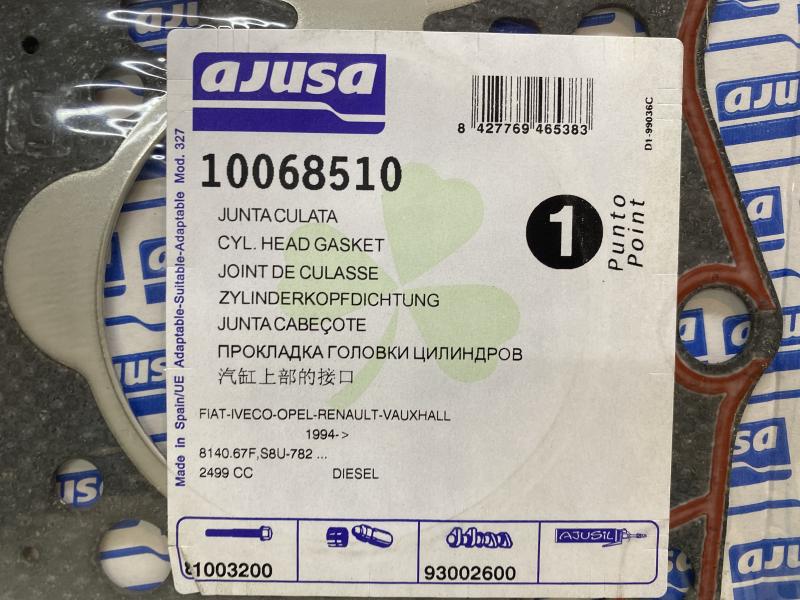 AJUSA
8 427769 465383
D1-99036C
10068510
1
Punto
Point
JUNTA CULATA
CYL. HEAD GASKET
JOINT DE CULASSE
ZYLINDERKOPFDICHTUNG
JUNTA CABEÇOTE
ПРОКЛАДКА ГОЛОВКИ ЦИЛИНДРОВ
汽缸上部的接口
FIAT-IVECO-OPEL-RENAULT-VAUXHALL
1994->
8140.67F,S8U-782 ...
2499 CC DIESEL
Made in Spain/UE Adaptable-Suitable-Adaptable Mod. 327
AJUSIL
81003200
93002600